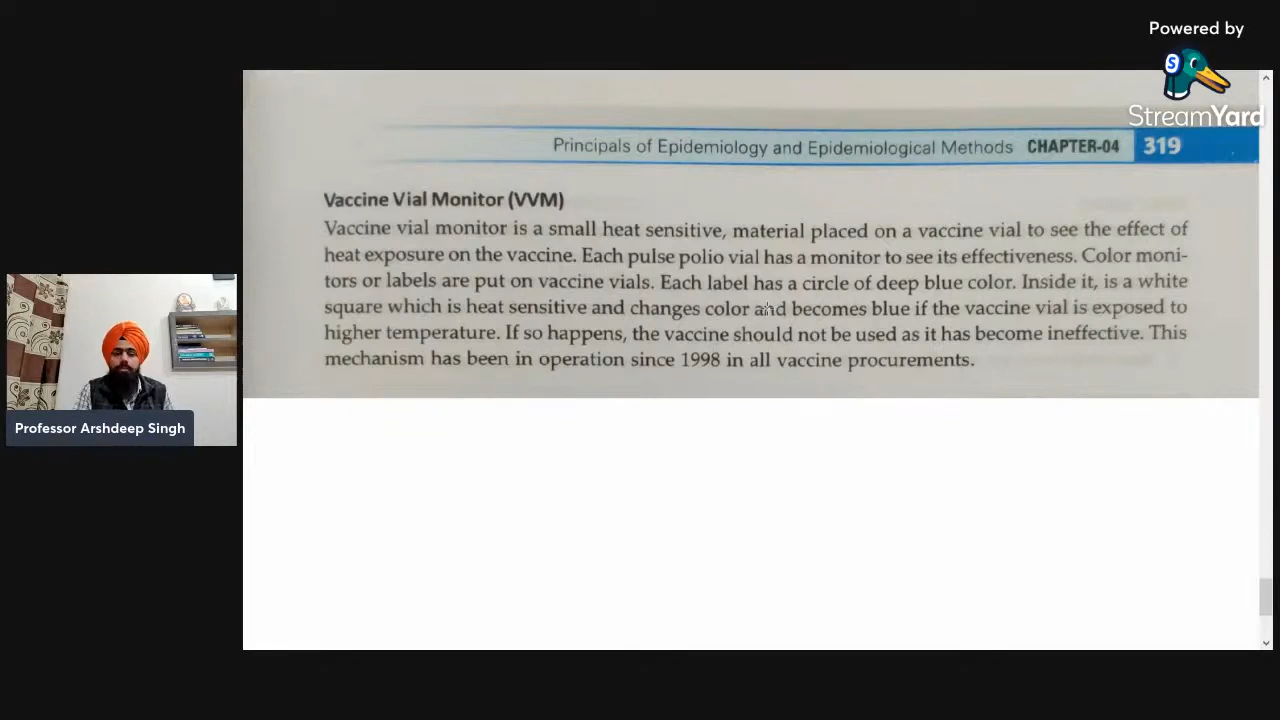 Powered by
S
StreamYard
Principals of Epidemiology and Epidemiological Methods CHAPTER-04 319
Vaccine Vial Monitor (VVM)
Vaccine vial monitor is a small heat sensitive, material placed on a vaccine vial to see the effect of
heat exposure on the vaccine. Each pulse polio vial has a monitor to see its effectiveness. Color moni-
tors or labels are put on vaccine vials. Each label has a circle of deep blue color. Inside it, is a white
square which is heat sensitive and changes color and becomes blue if the vaccine vial is exposed to
higher temperature. If so happens, the vaccine should not be used as it has become ineffective. This
mechanism has been in operation since 1998 in all vaccine procurements.
Professor Arshdeep Singh